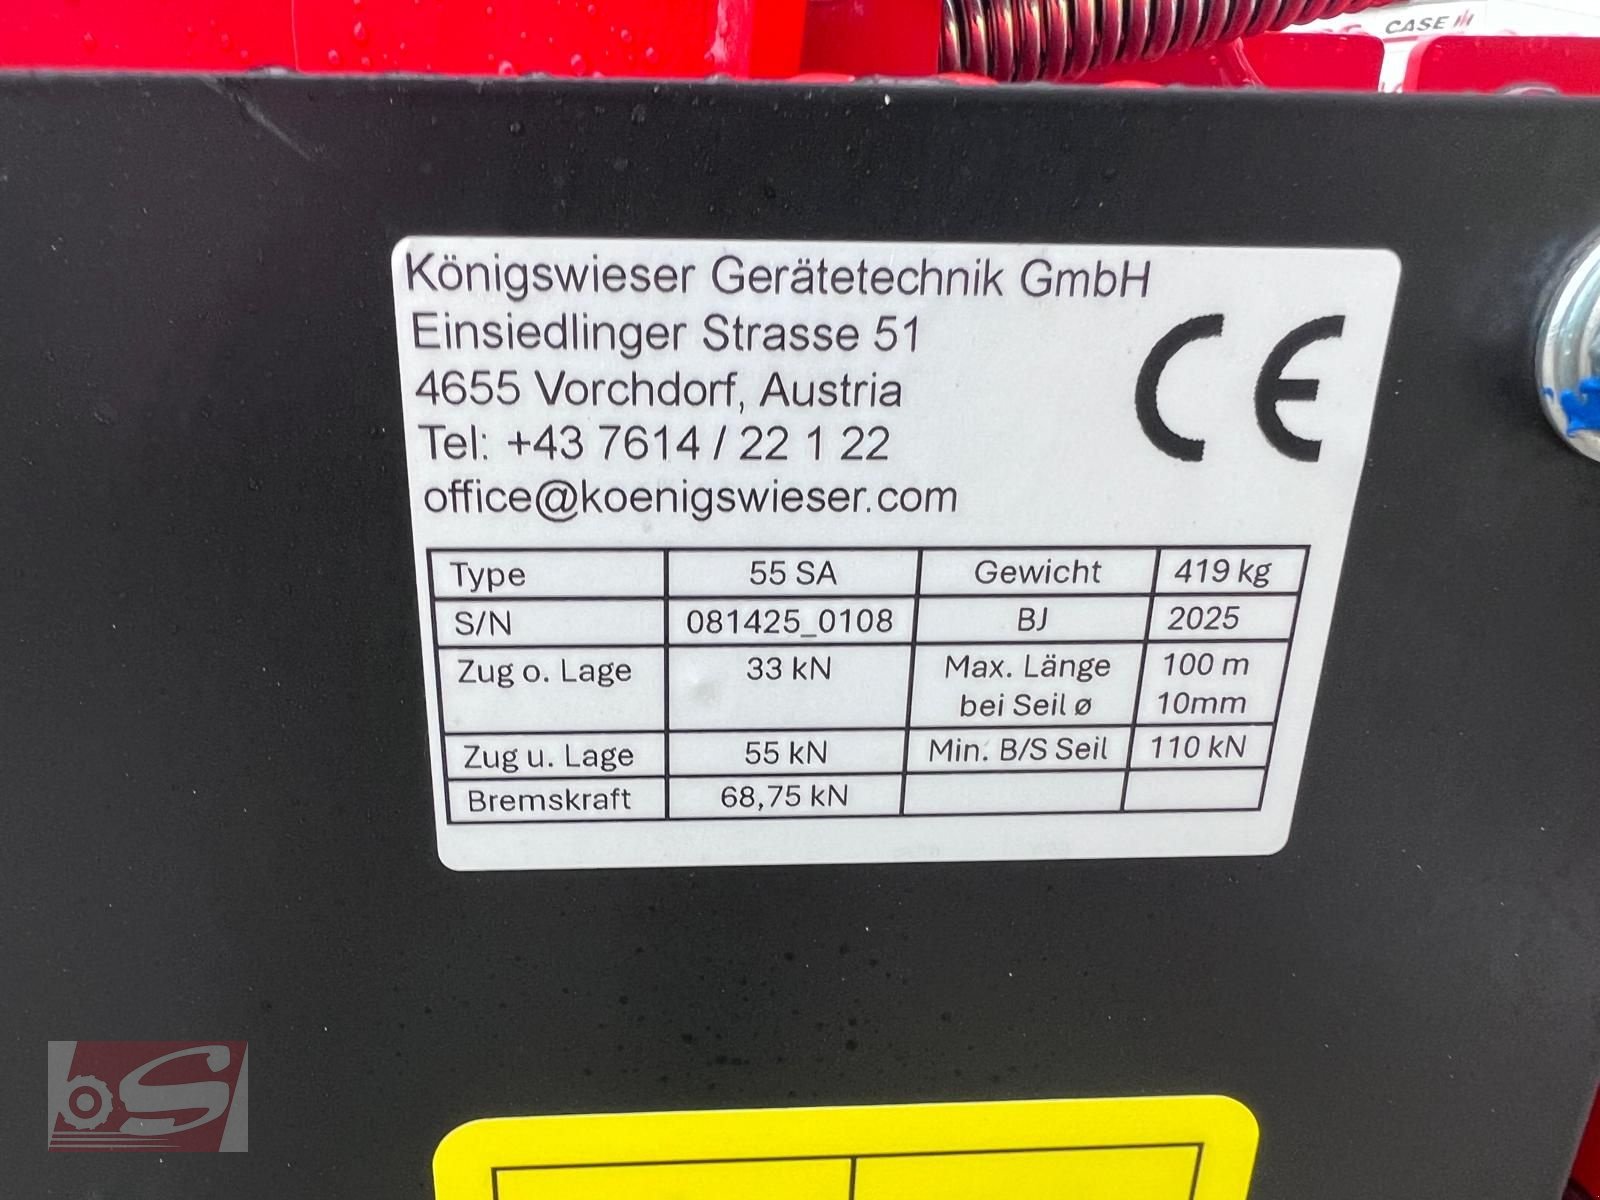 CASE IH
Königswieser Gerätetechnik GmbH
Einsiedlinger Strasse 51
4655 Vorchdorf, Austria
Tel: +43 7614 / 22 1 22
office@koenigswieser.com
CE
Type 55 SA Gewicht 419 kg
S/N 081425_0108 BJ 2025
Zug o. Lage 33 kN Max. Länge 100 m
bei Seil ø 10mm
Zug u. Lage 55 kN Min. B/S Seil 110 kN
Bremskraft 68,75 kN
bS